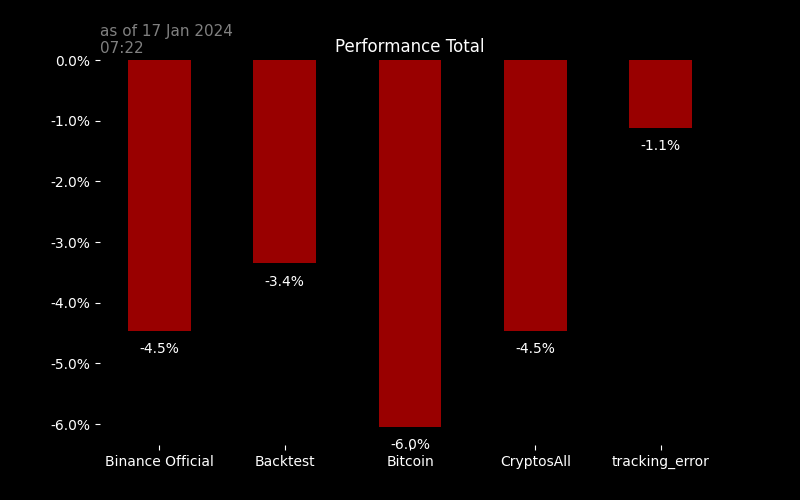 as of 17 Jan 2024
07:22
Performance Total
0.0%
-1.0%
-2.0%
-3.0%
-4.0%
-5.0%
-6.0%
-4.5%
-3.4%
-6.0%
-4.5%
-1.1%
Binance Official
Backtest
Bitcoin
CryptosAll
tracking_error